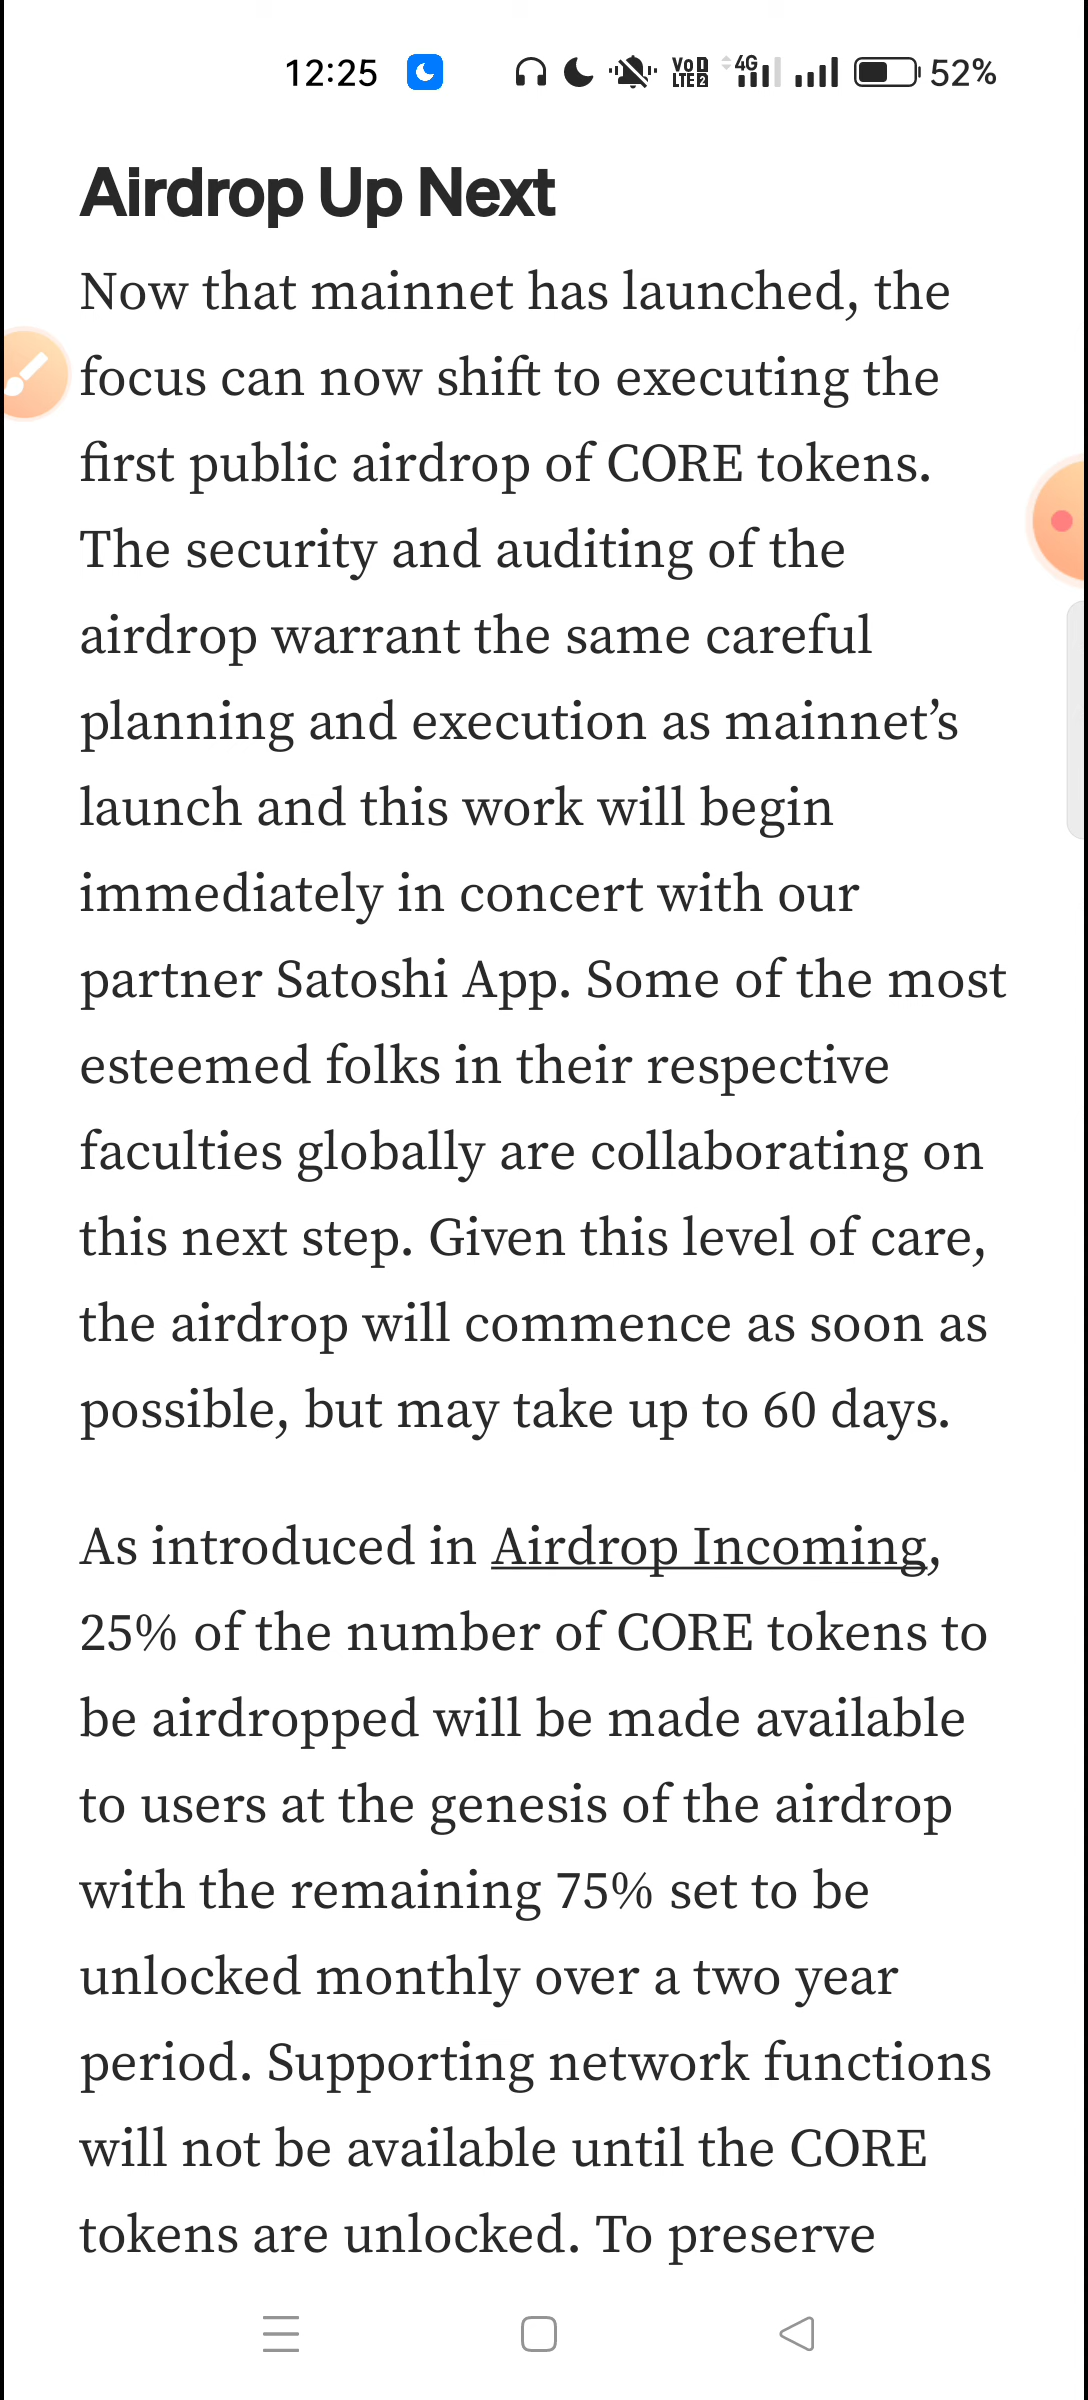 12:25 VoD LTE2 4G 52%
Airdrop Up Next
Now that mainnet has launched, the
focus can now shift to executing the
first public airdrop of CORE tokens.
The security and auditing of the
airdrop warrant the same careful
planning and execution as mainnet’s
launch and this work will begin
immediately in concert with our
partner Satoshi App. Some of the most
esteemed folks in their respective
faculties globally are collaborating on
this next step. Given this level of care,
the airdrop will commence as soon as
possible, but may take up to 60 days.
As introduced in Airdrop Incoming,
25% of the number of CORE tokens to
be airdropped will be made available
to users at the genesis of the airdrop
with the remaining 75% set to be
unlocked monthly over a two year
period. Supporting network functions
will not be available until the CORE
tokens are unlocked. To preserve